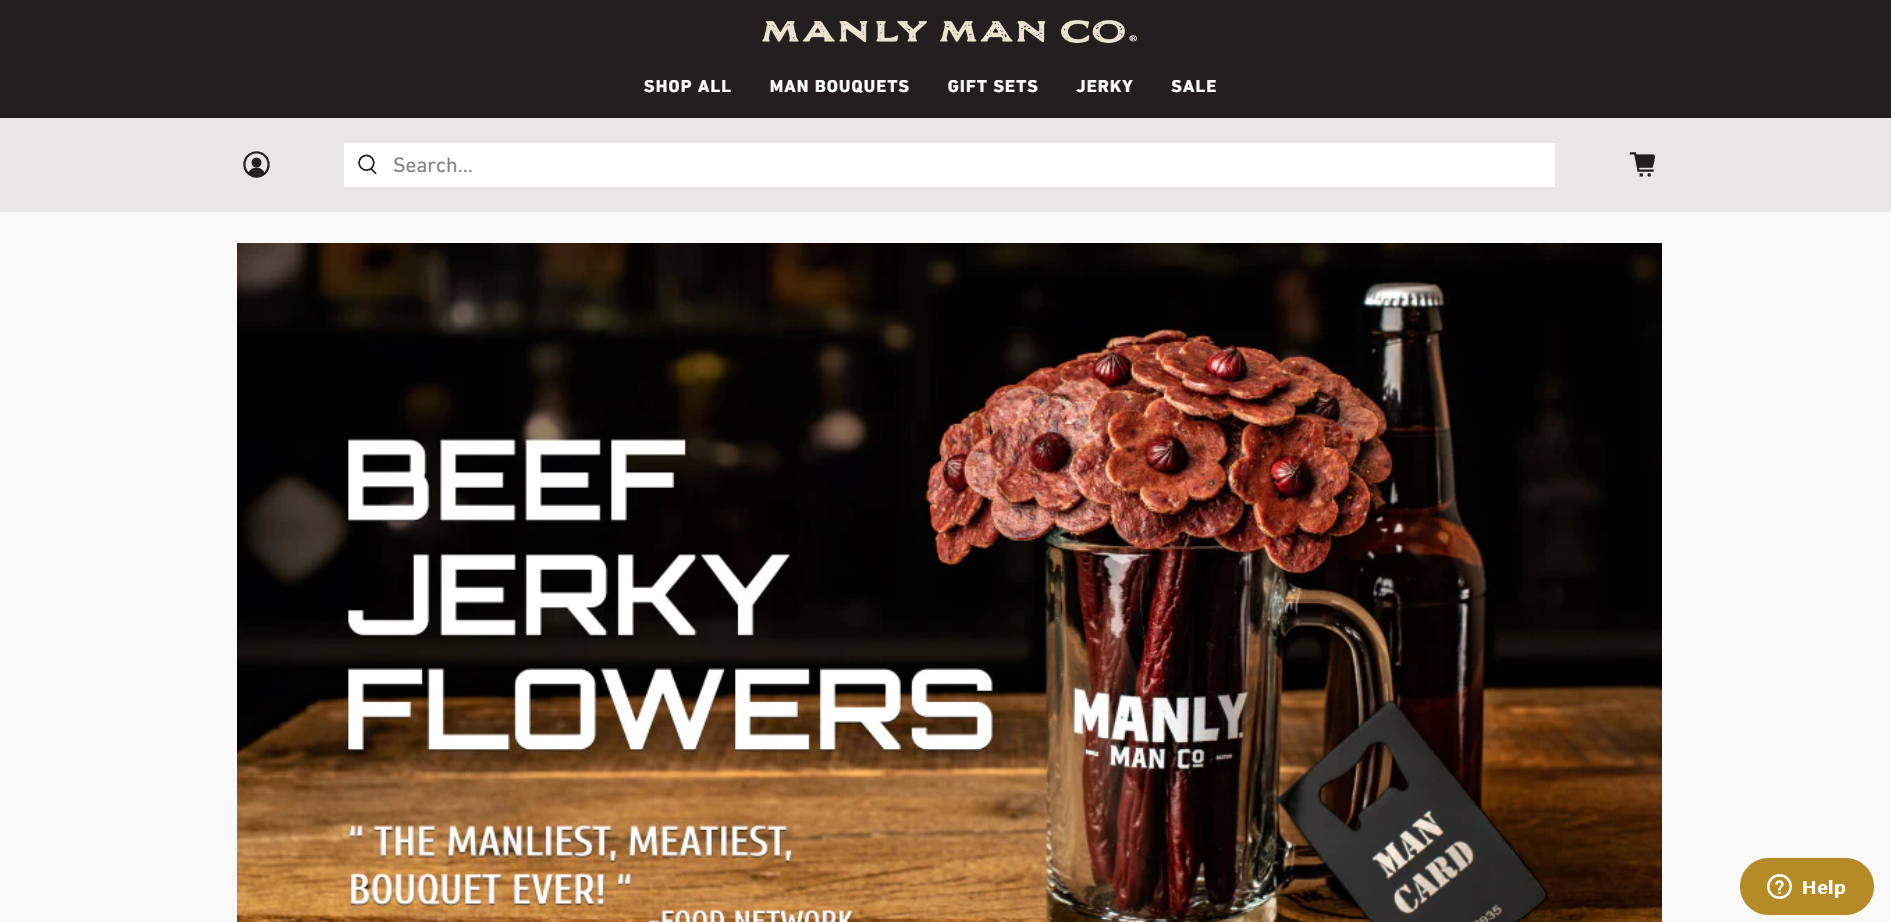 MANLY MAN CO.®
SHOP ALL MAN BOUQUETS GIFT SETS JERKY SALE
Search...
BEEF
JERKY
FLOWERS
“ THE MANLIEST, MEATIEST,
BOUQUET EVER! “
-FOOD NETWORK
MANLY
MAN CO
MAN
CARD
Help